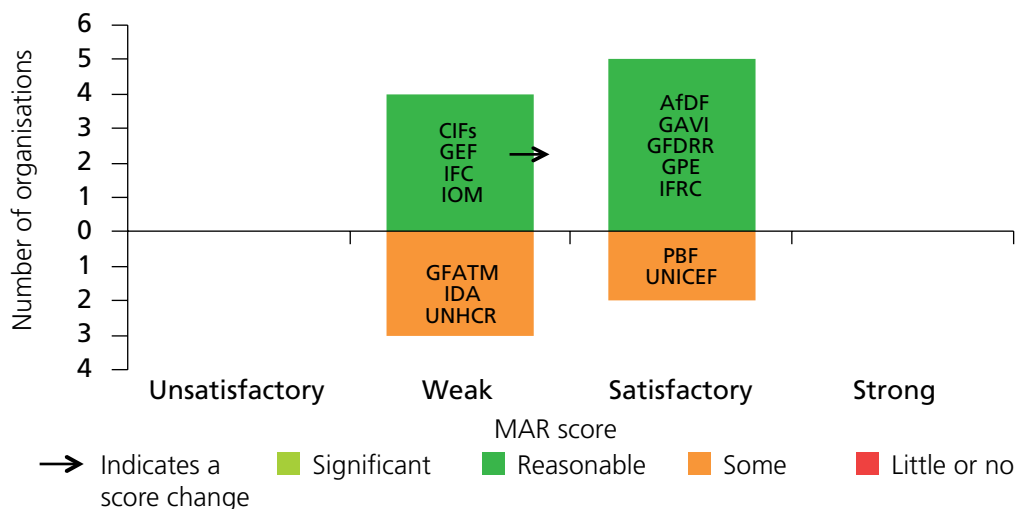 Number of organisations
6
5
4
3
2
1
0
1
2
3
4
CIFs
GEF
IFC
IOM
AfDF
GAVI
GFDRR
GPE
IFRC
GFATM
IDA
UNHCR
PBF
UNICEF
Unsatisfactory Weak Satisfactory Strong
MAR score
Indicates a score change
Significant
Reasonable
Some
Little or no